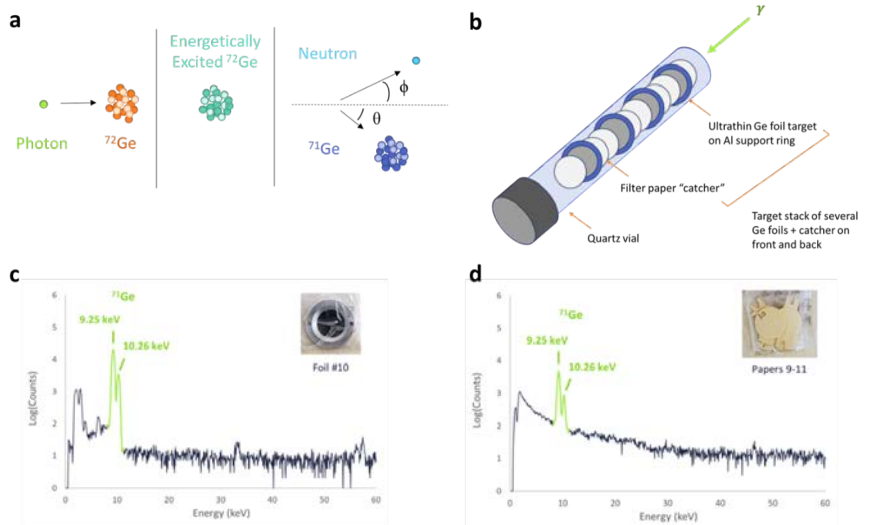 a
Photon
72Ge
Energetically
Excited 72Ge
Neutron
ϕ
θ
71Ge
b
γ
Ultrathin Ge foil target
on Al support ring
Filter paper “catcher”
Quartz vial
Target stack of several
Ge foils + catcher on
front and back
c
71Ge
9.25 keV
10.26 keV
Foil #10
Log(Counts)
6
5
4
3
2
1
0
0 10 20 30 40 50 60
Energy (keV)
d
71Ge
9.25 keV
10.26 keV
Papers 9-11
Log(Counts)
6
5
4
3
2
1
0
0 10 20 30 40 50 60
Energy (keV)